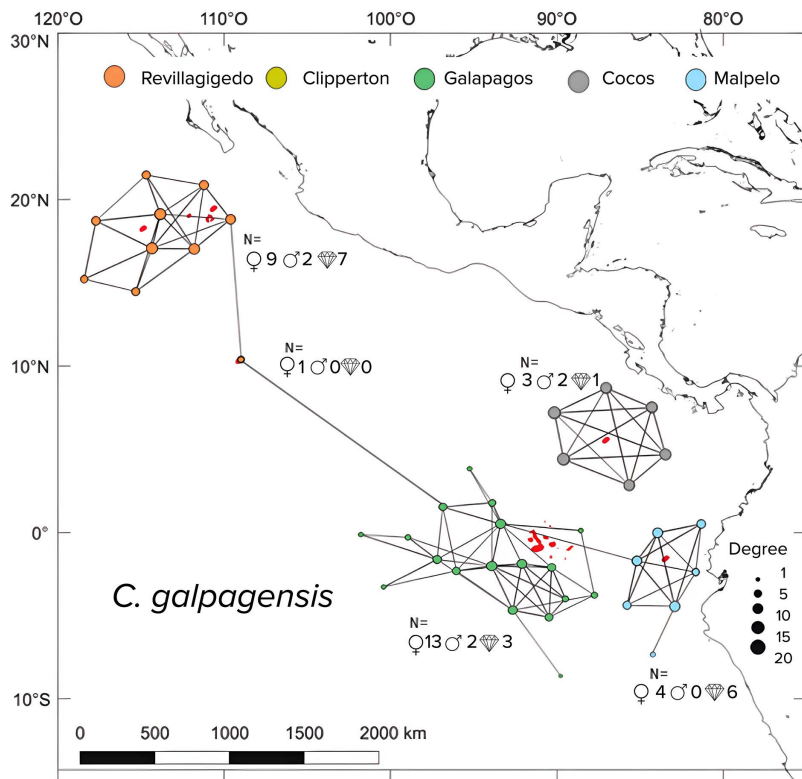 120°O 110°O 100°O 90°O 80°O
30°N
Revillagigedo Clipperton Galapagos Cocos Malpelo
20°N
N=
♀ 9 ♂ 2 7
N=
♀ 1 ♂ 0 0
10°N
N=
♀ 3 ♂ 2 1
0°
Degree
1
5
10
15
20
C. galpagensis
N=
♀ 13 ♂ 2 3
N=
♀ 4 ♂ 0 6
10°S
0 500 1000 1500 2000 km